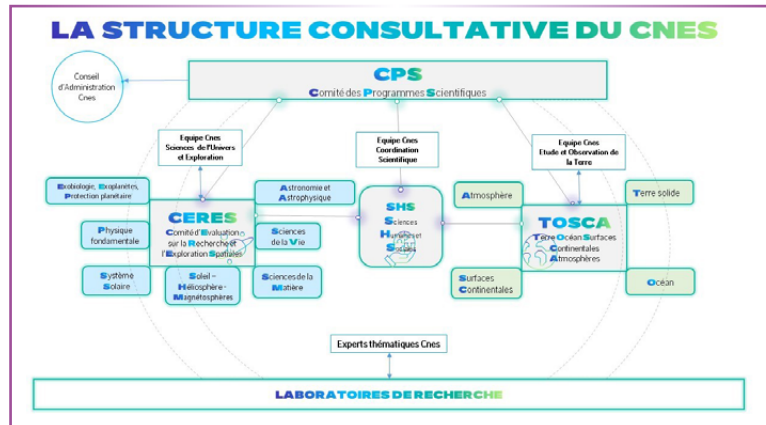 LA STRUCTURE CONSULTATIVE DU CNES
Conseil
d'Administration
Cnes
CPS
Comité des Programmes Scientifiques
Equipe Cnes
Sciences de l'Univers
et Exploration
Equipe Cnes
Coordination
Scientifique
Equipe Cnes
Etude et Observation de
la Terre
Exobiologie, Exoplanètes,
Protection planétaire
Astronomie et
Astrophysique
Atmosphère
Terre solide
Physique
fondamentale
CERES
Comité d'Evaluation
sur la Recherche et
l'Exploration Spatiales
Sciences
de la Vie
SHS
Sciences
Humaines et
Sociales
TOSCA
Terre Océan Surfaces
Continentales
Atmosphères
Système
Solaire
Soleil –
Héliosphère -
Magnétosphères
Sciences de la
Matière
Surfaces
Continentales
Océan
Experts thématiques Cnes
LABORATOIRES DE RECHERCHE